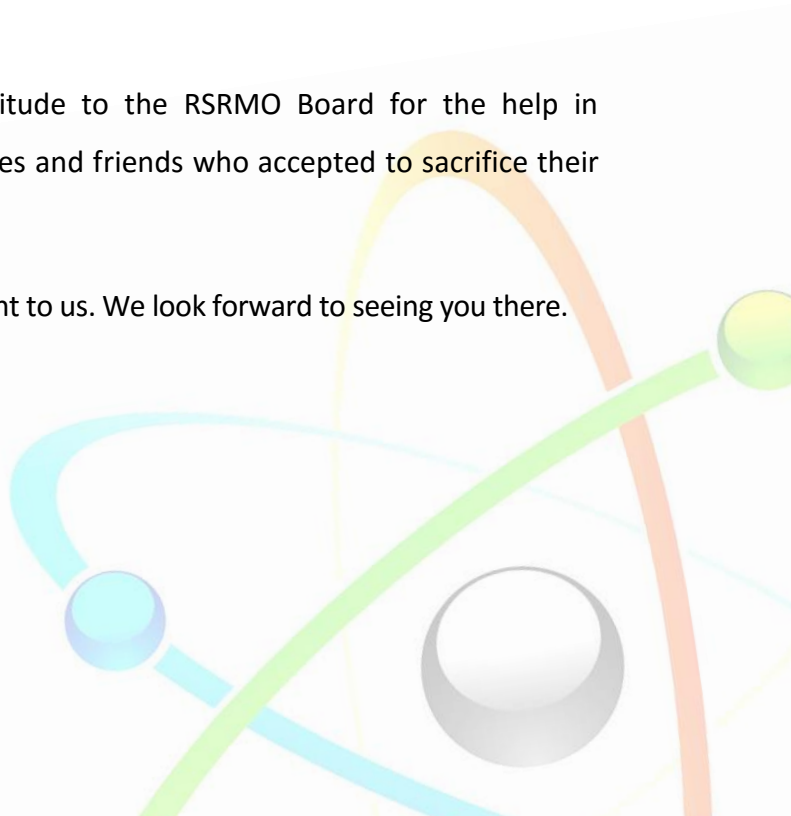 itude to the RSRMO Board for the help in
es and friends who accepted to sacrifice their
nt to us. We look forward to seeing you there.